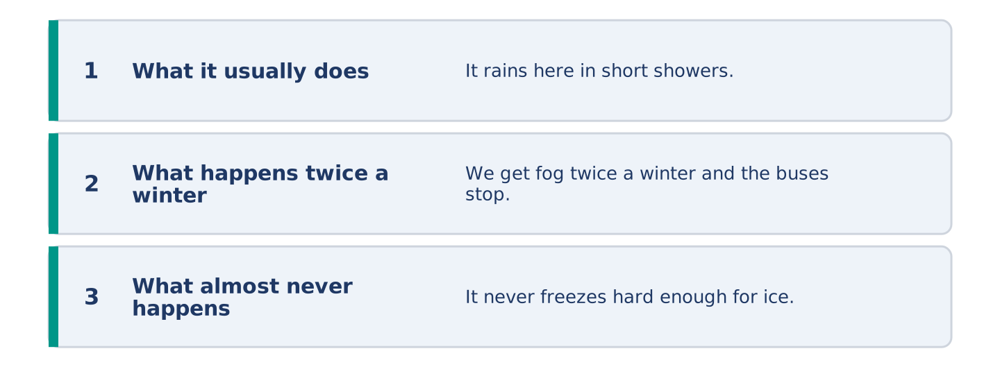 1
What it usually does
It rains here in short showers.
2
What happens twice a
winter
We get fog twice a winter and the buses
stop.
3
What almost never
happens
It never freezes hard enough for ice.